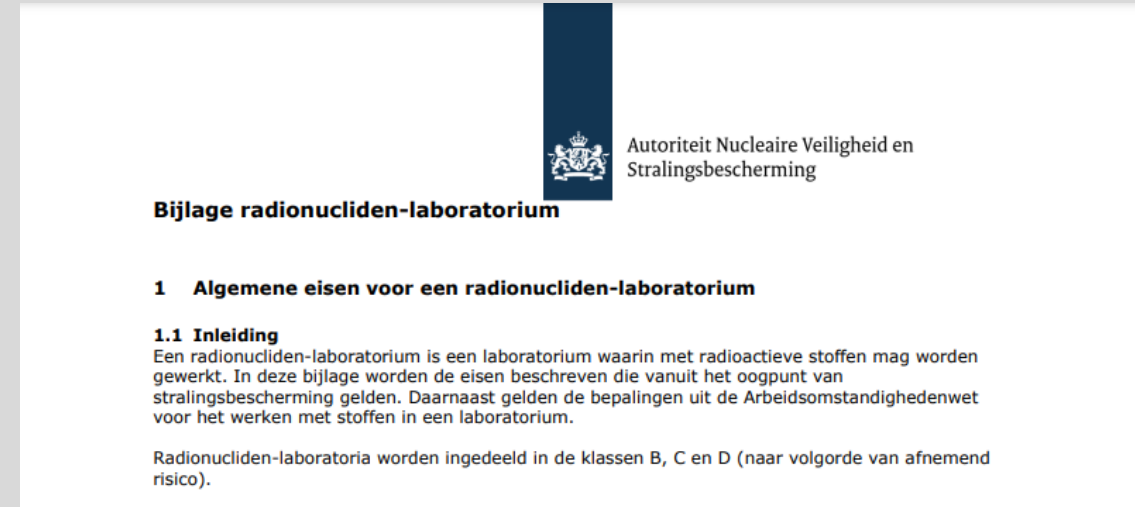 Autoriteit Nucleaire Veiligheid en
Stralingsbescherming
Bijlage radionucliden-laboratorium
1 Algemene eisen voor een radionucliden-laboratorium
1.1 Inleiding
Een radionucliden-laboratorium is een laboratorium waarin met radioactieve stoffen mag worden
gewerkt. In deze bijlage worden de eisen beschreven die vanuit het oogpunt van
stralingsbescherming gelden. Daarnaast gelden de bepalingen uit de Arbeidsomstandighedenwet
voor het werken met stoffen in een laboratorium.
Radionucliden-laboratoria worden ingedeeld in de klassen B, C en D (naar volgorde van afnemend
risico).